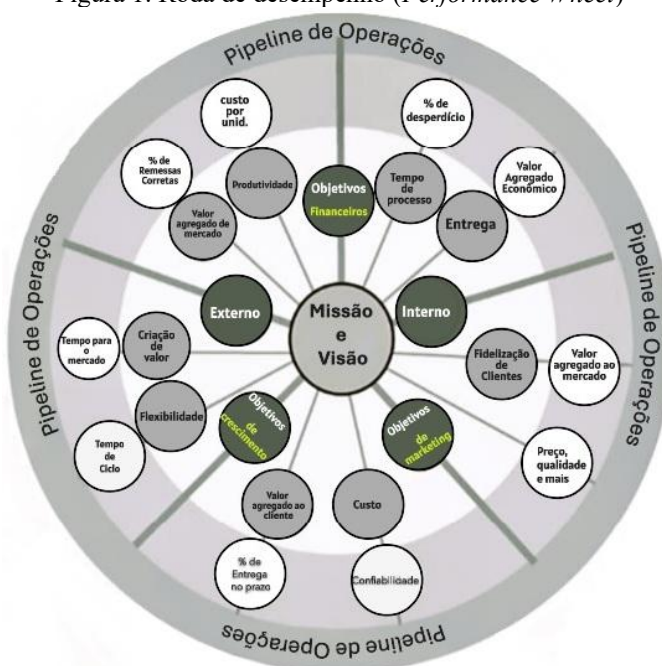 Figura 1: Roda de desempenho (Performance Wheel)
Pipeline de Operações
custo
por
unid.
% de
desperdício
% de
Remessas
Corretas
Produtividade
Objetivos
Financeiros
Tempo
de
processo
Valor
Agregado
Econômico
Valor
agregado de
mercado
Entrega
Pipeline de Operações
Pipeline de Operações
Externo
Missão
e
Visão
Interno
Tempo para
o
mercado
Criação
de
valor
Fidelização
de
Clientes
Valor
agregado ao
mercado
Flexibilidade
Objetivos
de
crescimento
Objetivos
de
marketing
Tempo
de
Ciclo
Preço,
qualidade
e mais
Valor
agregado ao
cliente
Custo
% de
Entrega
no prazo
Confiabilidade
Pipeline de Operações